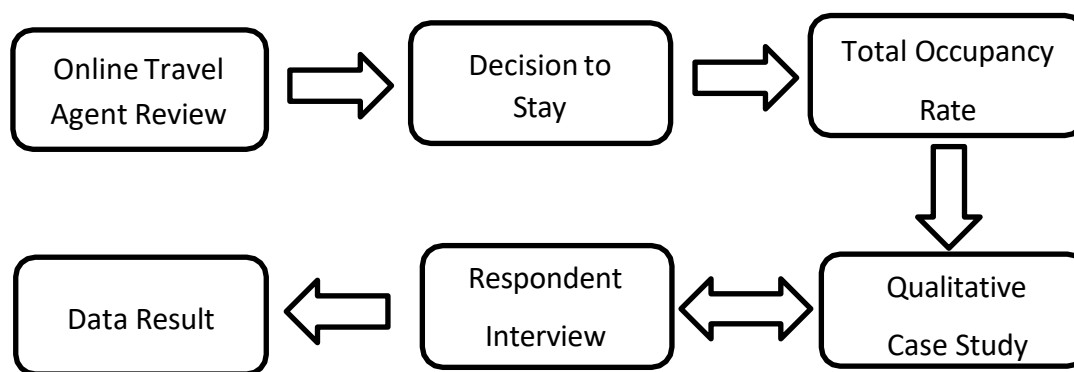 Online Travel
Agent Review
Decision to
Stay
Total Occupancy
Rate
Data Result
Respondent
Interview
Qualitative
Case Study